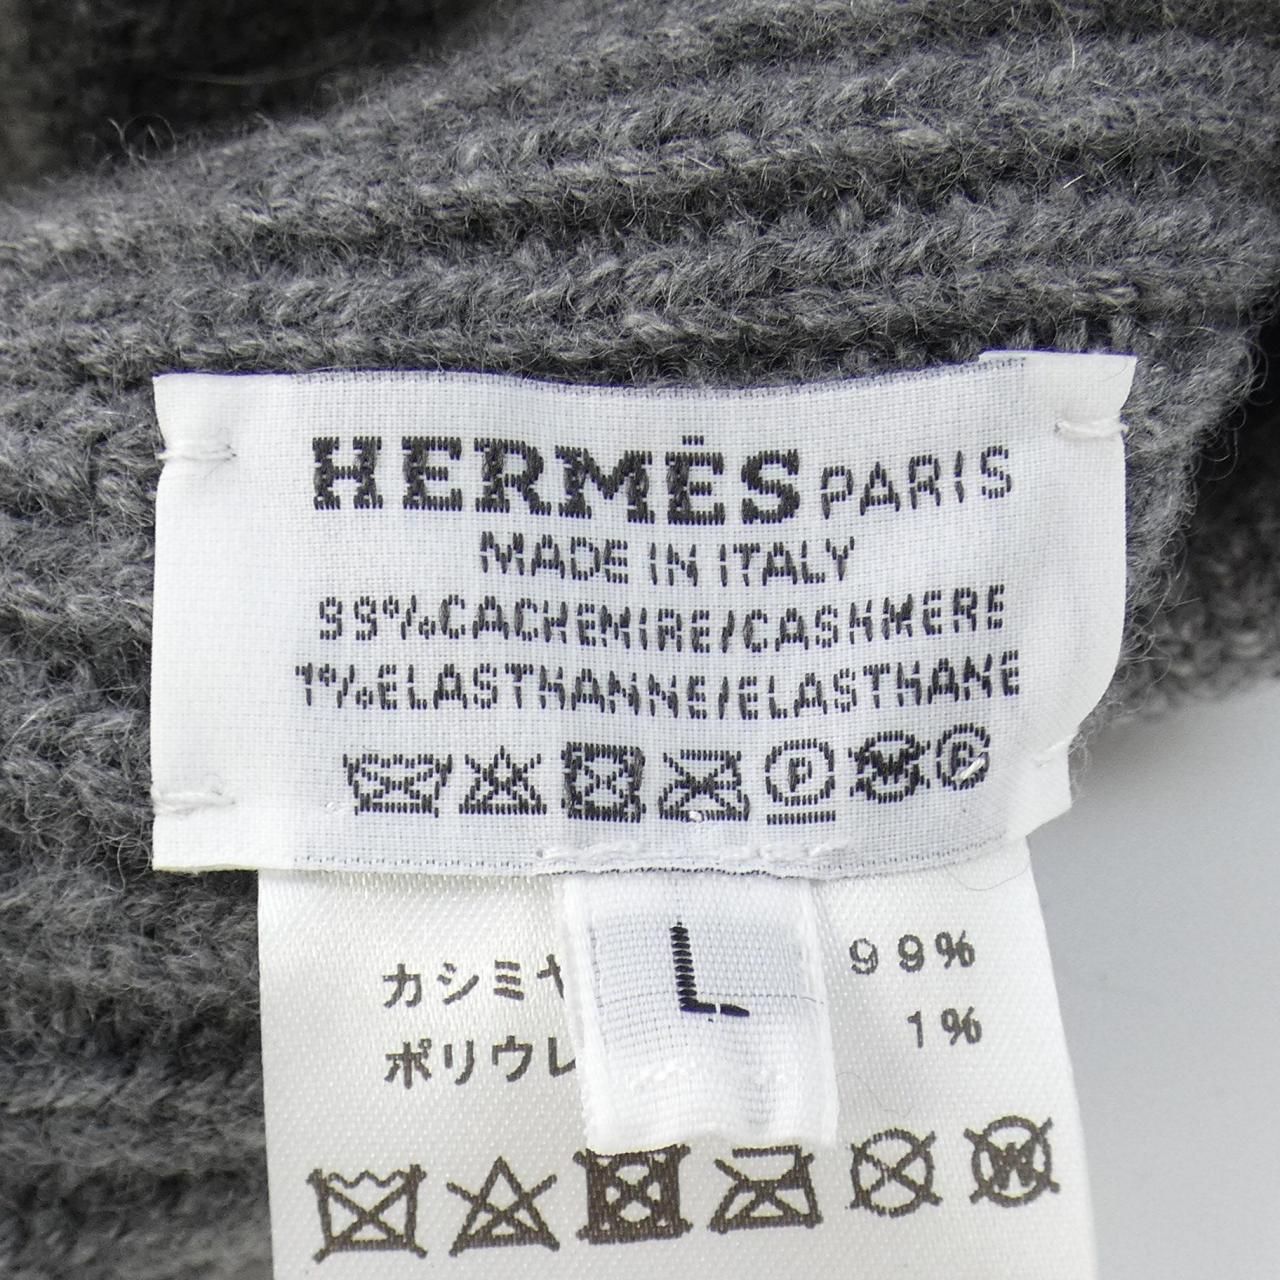 HERMÈS PARIS
MADE IN ITALY
99%CACHEMIRE/CASHMERE
1%ELASTHANNE/ELASTHANE
P W P
L
カシミヤ 99%
ポリウレ 1%
W